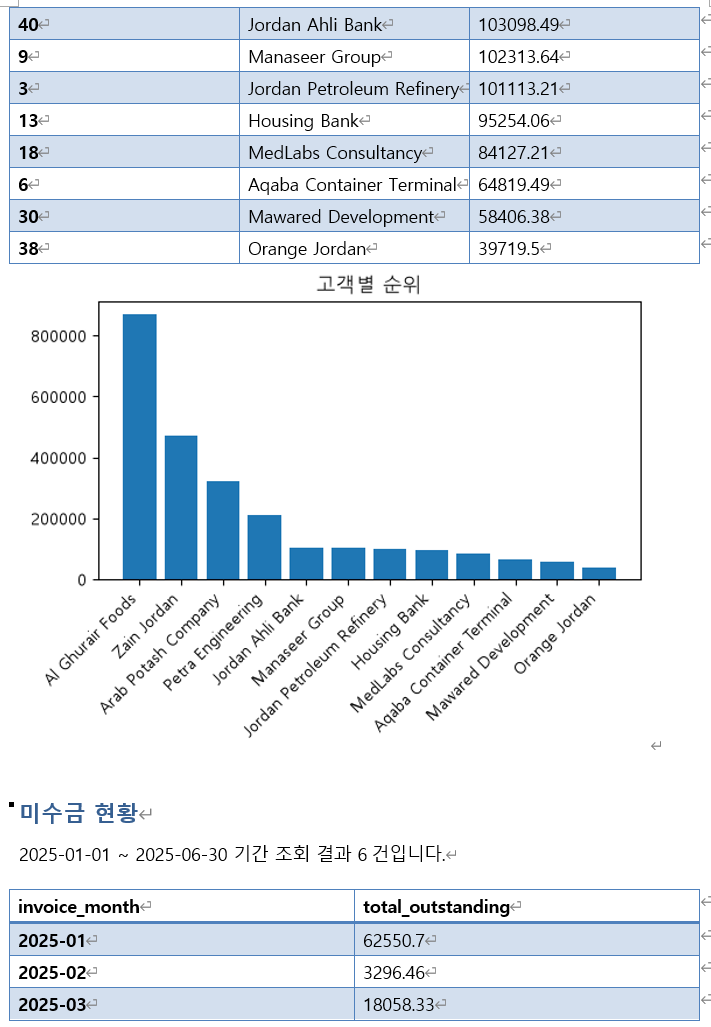 40 Jordan Ahli Bank 103098.49
9 Manaseer Group 102313.64
3 Jordan Petroleum Refinery 101113.21
13 Housing Bank 95254.06
18 MedLabs Consultancy 84127.21
6 Aqaba Container Terminal 64819.49
30 Mawared Development 58406.38
38 Orange Jordan 39719.5
고객별 순위
800000
600000
400000
200000
0
Al Ghurair Foods
Zain Jordan
Arab Potash Company
Petra Engineering
Jordan Ahli Bank
Manaseer Group
Jordan Petroleum Refinery
Housing Bank
MedLabs Consultancy
Aqaba Container Terminal
Mawared Development
Orange Jordan
미수금 현황
2025-01-01 ~ 2025-06-30 기간 조회 결과 6 건입니다.
invoice_month total_outstanding
2025-01 62550.7
2025-02 3296.46
2025-03 18058.33